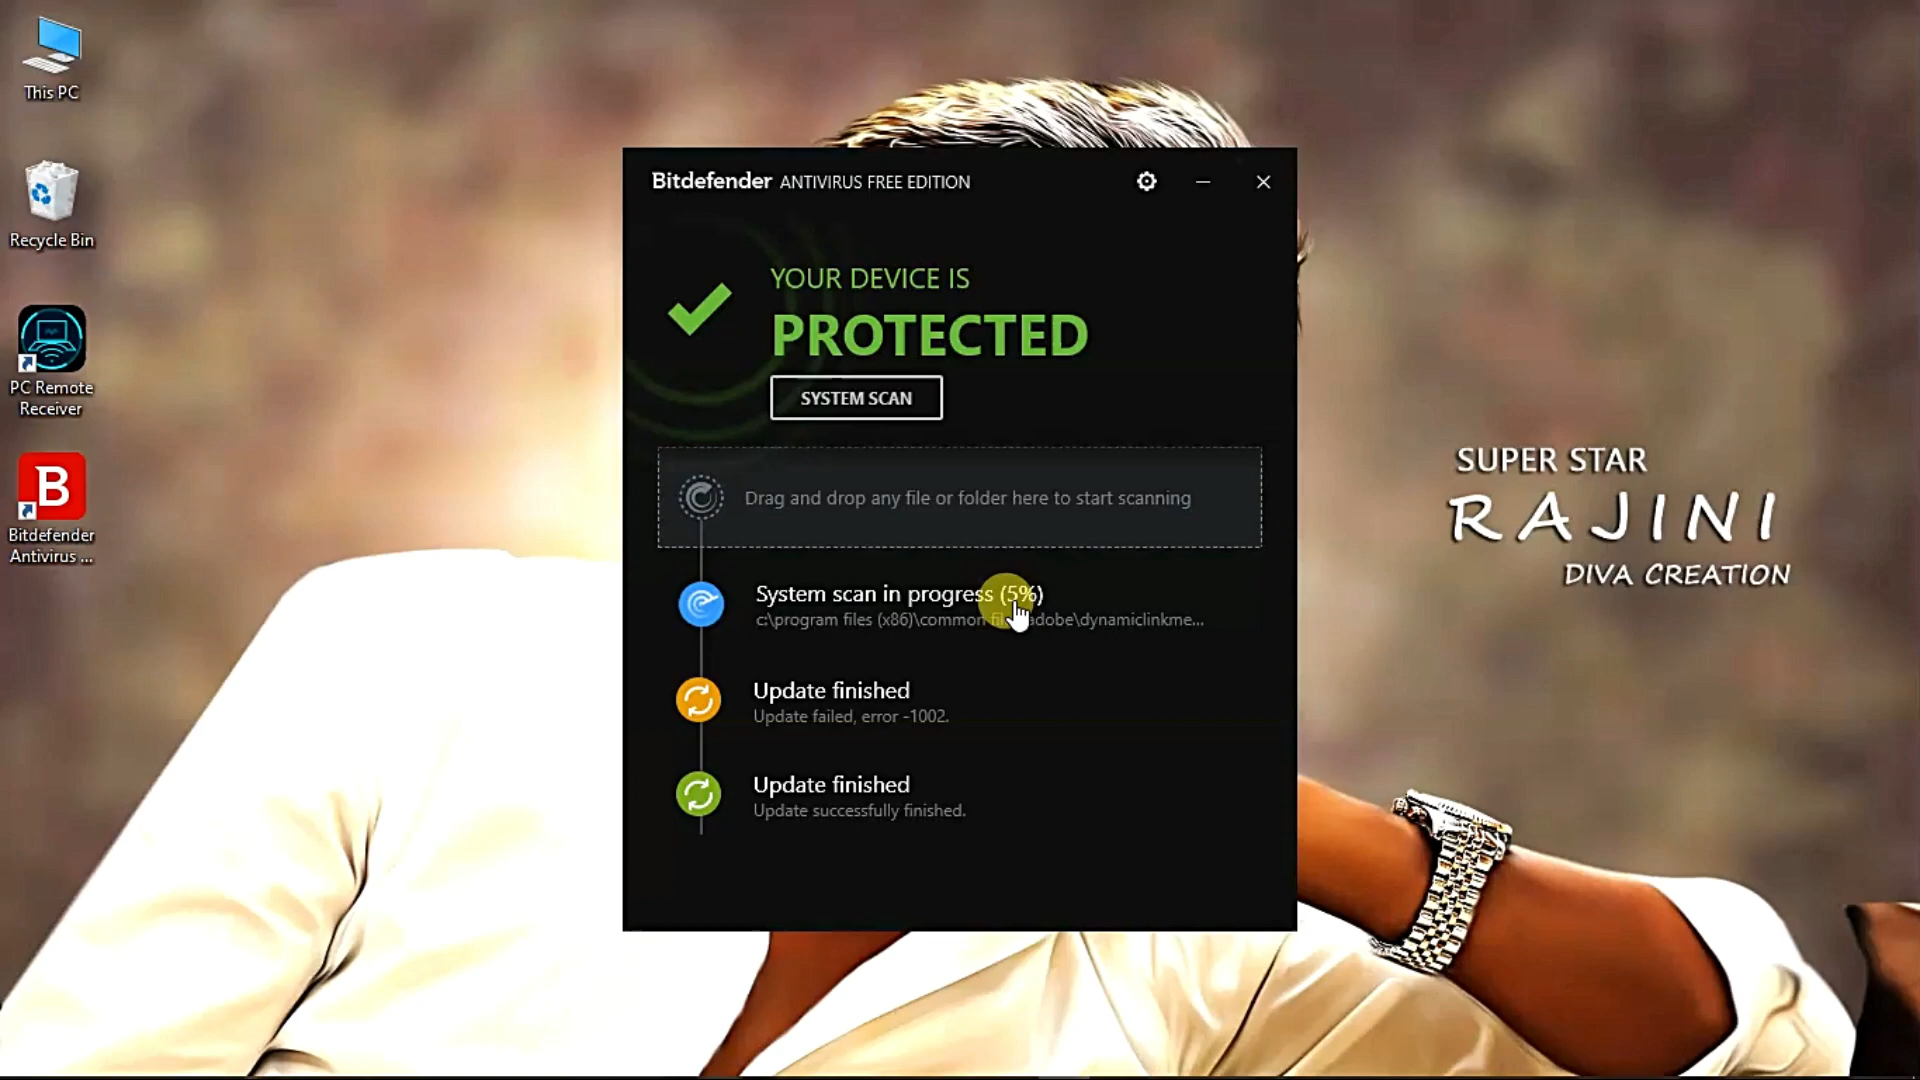 This PC
Recycle Bin
PC Remote
Receiver
B
Bitdefender
Antivirus ...
Bitdefender ANTIVIRUS FREE EDITION
YOUR DEVICE IS
PROTECTED
SYSTEM SCAN
Drag and drop any file or folder here to start scanning
System scan in progress (5%)
c:\program files (x86)\common fil adobe\dynamiclinkme...
Update finished
Update failed, error -1002.
Update finished
Update successfully finished.
SUPER STAR
RAJINI
DIVA CREATION